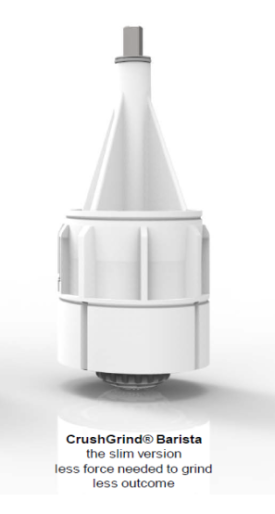 CrushGrind® Barista
the slim version
less force needed to grind
less outcome